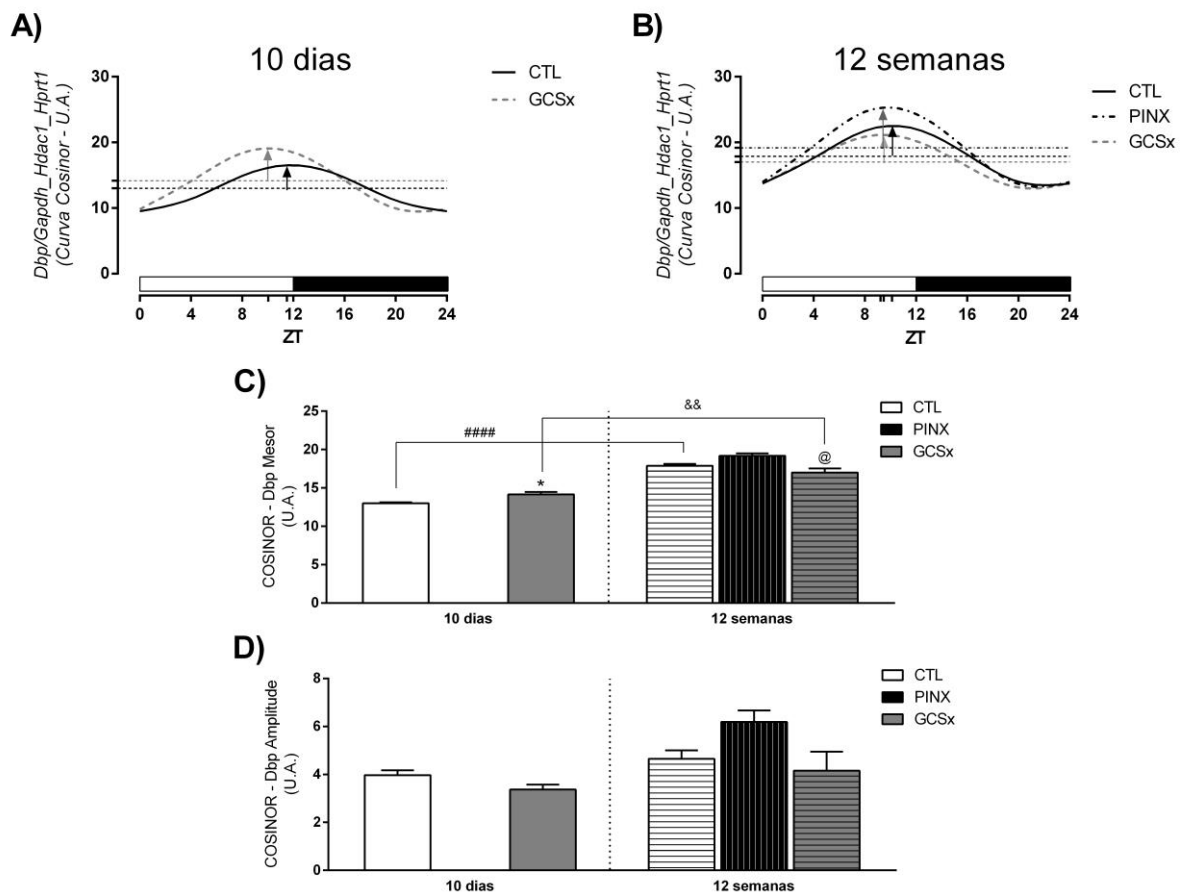 A)
10 dias
CTL
GCSx
Dbp/Gapdh_Hdac1_Hprt1
(Curva Cosinor - U.A.)
30
20
10
0
0 4 8 12 16 20 24
ZT
B)
12 semanas
CTL
PINX
GCSx
Dbp/Gapdh_Hdac1_Hprt1
(Curva Cosinor - U.A.)
30
20
10
0
0 4 8 12 16 20 24
ZT
C)
COSINOR - Dbp Mesor
(U.A.)
25
20
15
10
5
0
####
&&
*
@
CTL
PINX
GCSx
10 dias
12 semanas
D)
COSINOR - Dbp Amplitude
(U.A.)
8
6
4
2
0
CTL
PINX
GCSx
10 dias
12 semanas